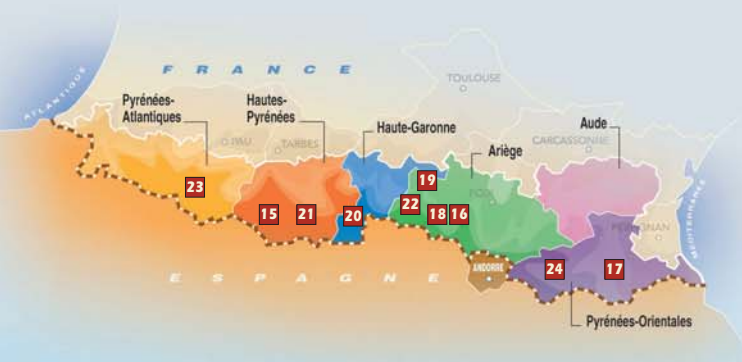 FRANCE
TOULOUSE
ATLANTIQUE
Pyrénées-
Atlantiques
Hautes-
Pyrénées
Haute-Garonne
Aude
PAU
TARBES
CARCASSONNE
Ariège
19
23
FOIX
22
15
21
20
18
16
MÉDITERRANÉE
PERPIGNAN
ANDORRE
24
17
ESPAGNE
Pyrénées-Orientales